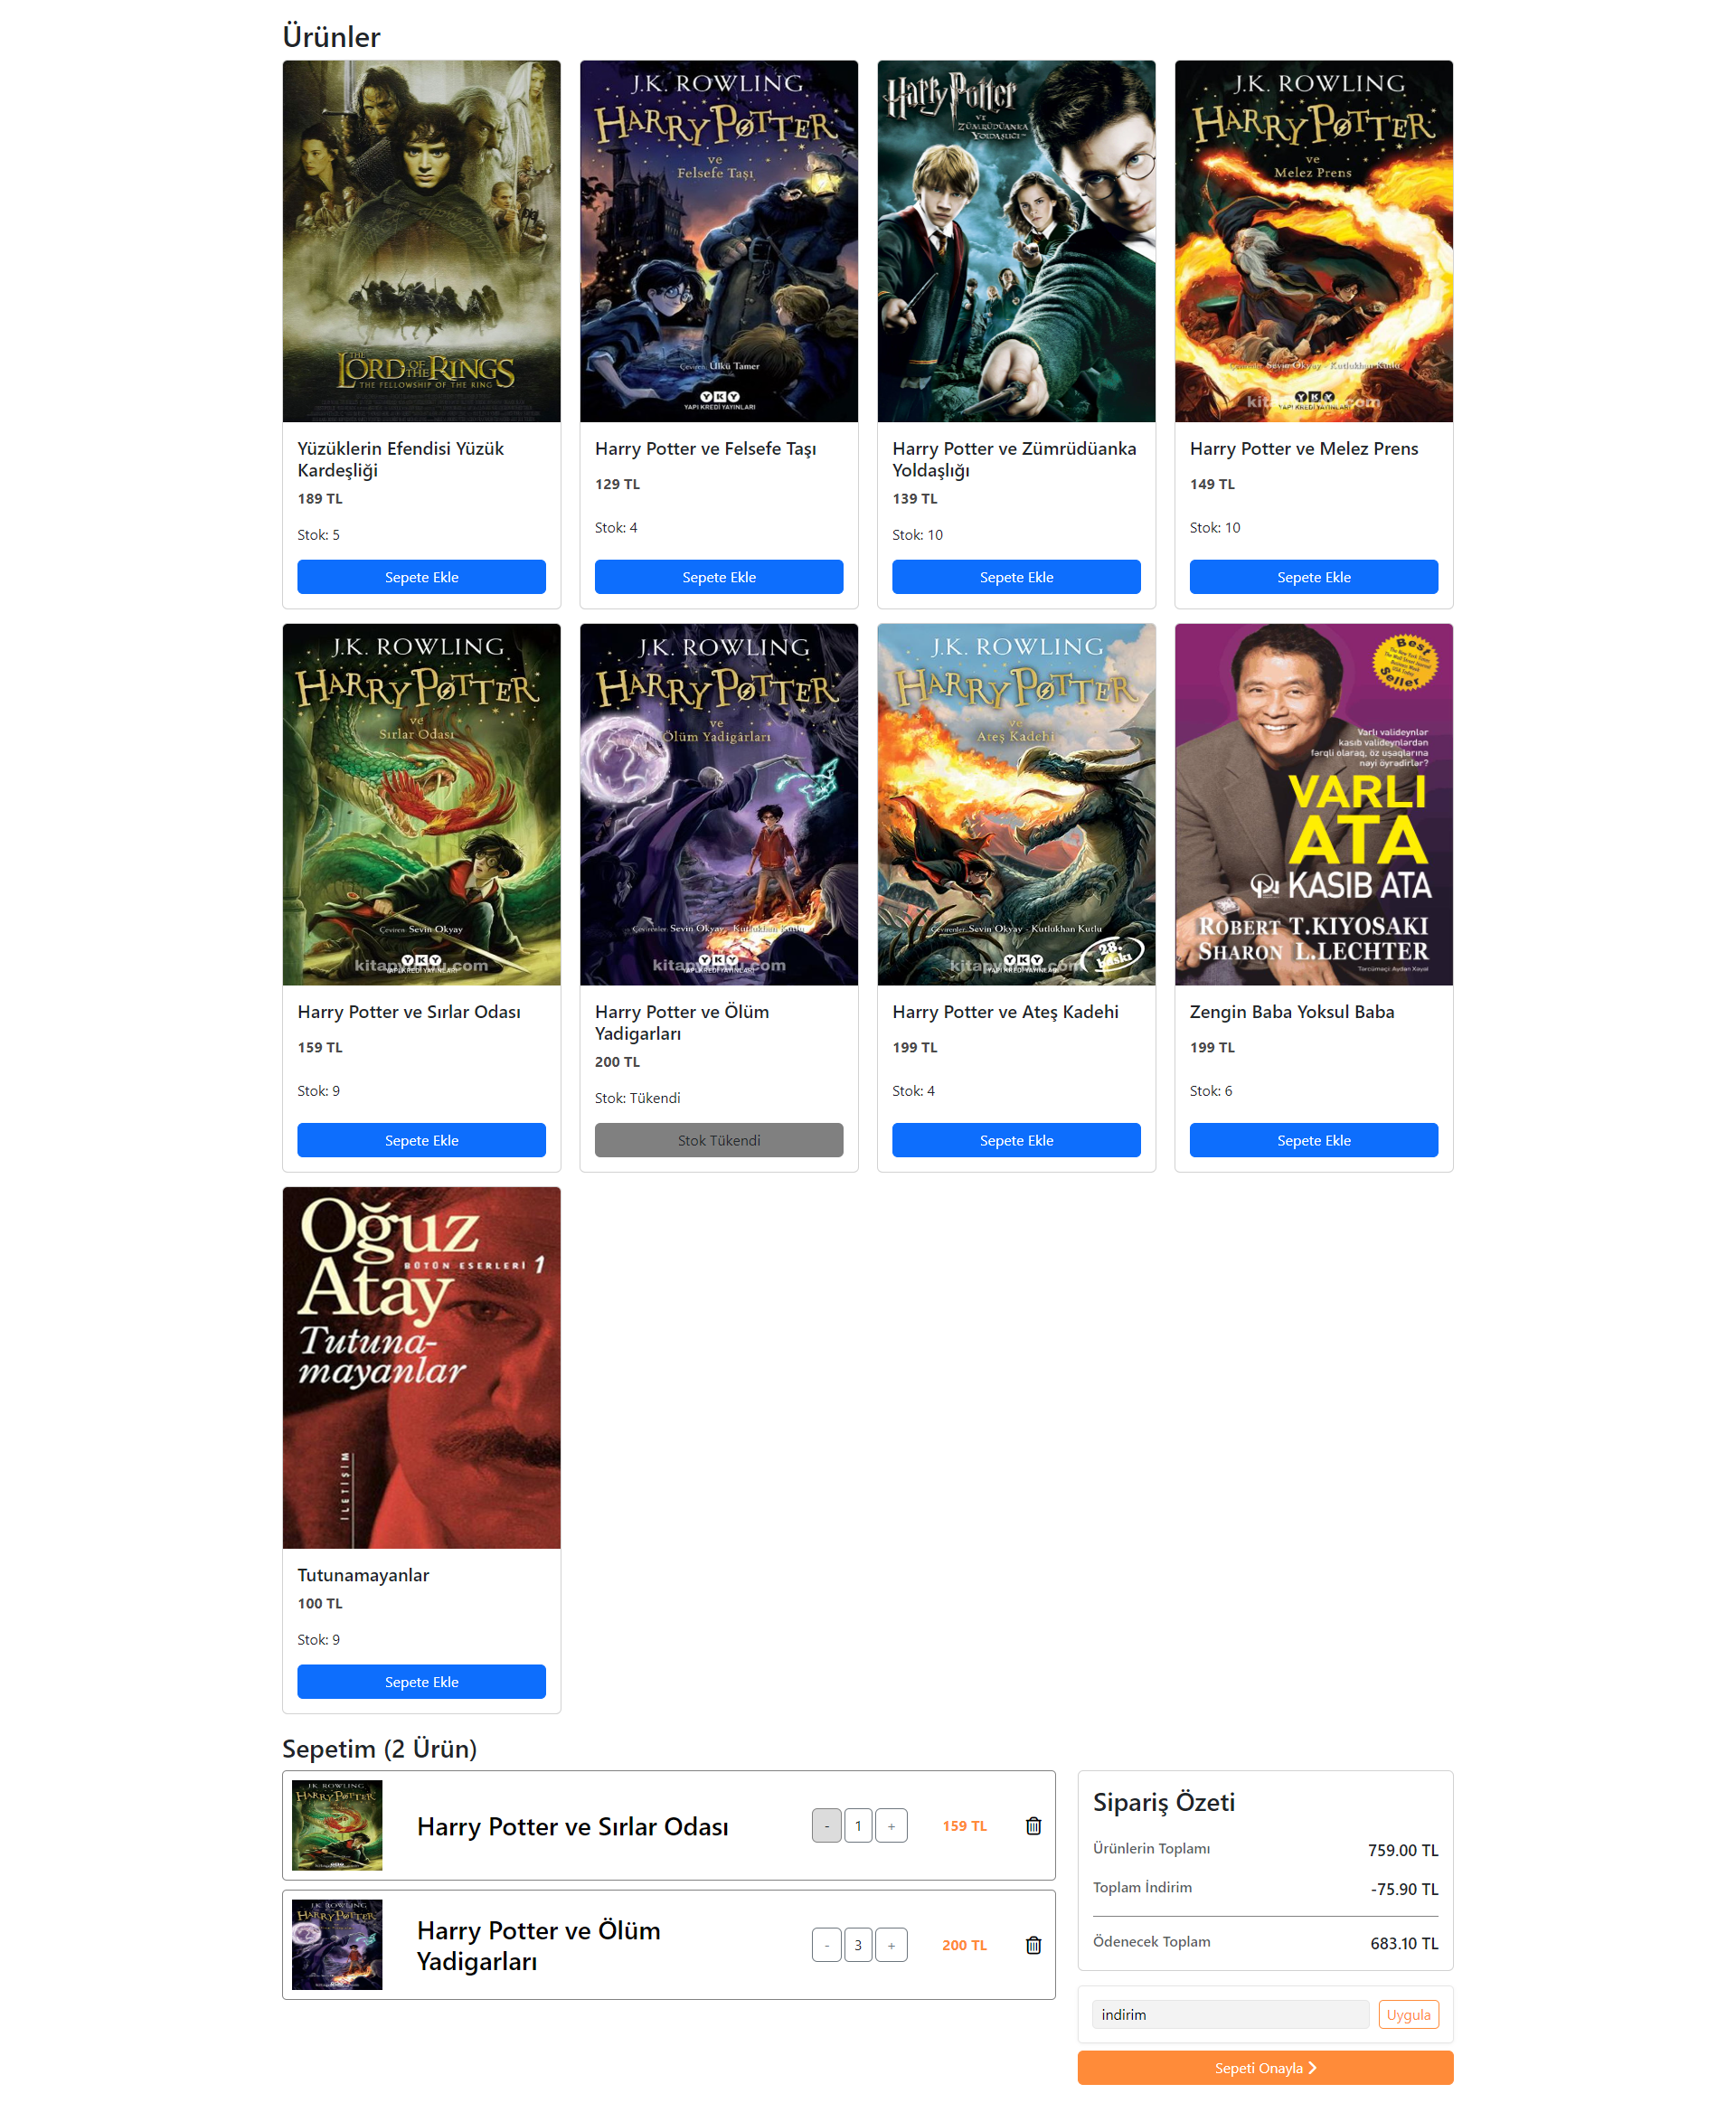 Ürünler
THE
LORD OF THE RINGS
THE FELLOWSHIP OF THE RING
Yüzüklerin Efendisi Yüzük
Kardeşliği
189 TL
Stok: 5
Sepete Ekle
J.K. ROWLING
HARRY POTTER
ve
Felsefe Taşı
Çeviren: Ülkü Tamer
YKY
YAPI KREDİ YAYINLARI
Harry Potter ve Felsefe Taşı
129 TL
Stok: 4
Sepete Ekle
Harry Potter
VE
ZÜMRÜDÜANKA
YOLDAŞLIĞI
Harry Potter ve Zümrüdüanka
Yoldaşlığı
139 TL
Stok: 10
Sepete Ekle
J.K. ROWLING
HARRY POTTER
ve
Melez Prens
Çevirenler: Sevin Okyay - Kutlukhan Kutlu
YKY
YAPI KREDİ YAYINLARI
Harry Potter ve Melez Prens
149 TL
Stok: 10
Sepete Ekle
J.K. ROWLING
HARRY POTTER
ve
Sırlar Odası
Çeviren: Sevin Okyay
YKY
YAPI KREDİ YAYINLARI
Harry Potter ve Sırlar Odası
159 TL
Stok: 9
Sepete Ekle
J.K. ROWLING
HARRY POTTER
ve
Ölüm Yadigârları
Çevirenler: Sevin Okyay - Kutlukhan Kutlu
YKY
YAPI KREDİ YAYINLARI
Harry Potter ve Ölüm
Yadigarları
200 TL
Stok: Tükendi
Stok Tükendi
J.K. ROWLING
HARRY POTTER
ve
Ateş Kadehi
Çevirenler: Sevin Okyay - Kutlukhan Kutlu
28.
baskı
YKY
YAPI KREDİ YAYINLARI
Harry Potter ve Ateş Kadehi
199 TL
Stok: 4
Sepete Ekle
Best
Seller
Varlı valideynlər
kasıb valideynlərdən
fərqli olaraq, öz uşaqlarına
nəyi öyrədirlər?
VARLI
ATA
KASIB ATA
ROBERT T.KIYOSAKI
SHARON L.LECHTER
Tərcüməçi: Aydan Xəyal
Zengin Baba Yoksul Baba
199 TL
Stok: 6
Sepete Ekle
Oğuz
BÜTÜN ESERLERİ 1
Atay
Tutuna-
mayanlar
İLETİŞİM
Tutunamayanlar
100 TL
Stok: 9
Sepete Ekle
Sepetim (2 Ürün)
J.K. ROWLING
HARRY POTTER
Harry Potter ve Sırlar Odası
- 1 + 159 TL
J.K. ROWLING
HARRY POTTER
Harry Potter ve Ölüm
Yadigarları
- 3 + 200 TL
Sipariş Özeti
Ürünlerin Toplamı 759.00 TL
Toplam İndirim -75.90 TL
Ödenecek Toplam 683.10 TL
indirim Uygula
Sepeti Onayla